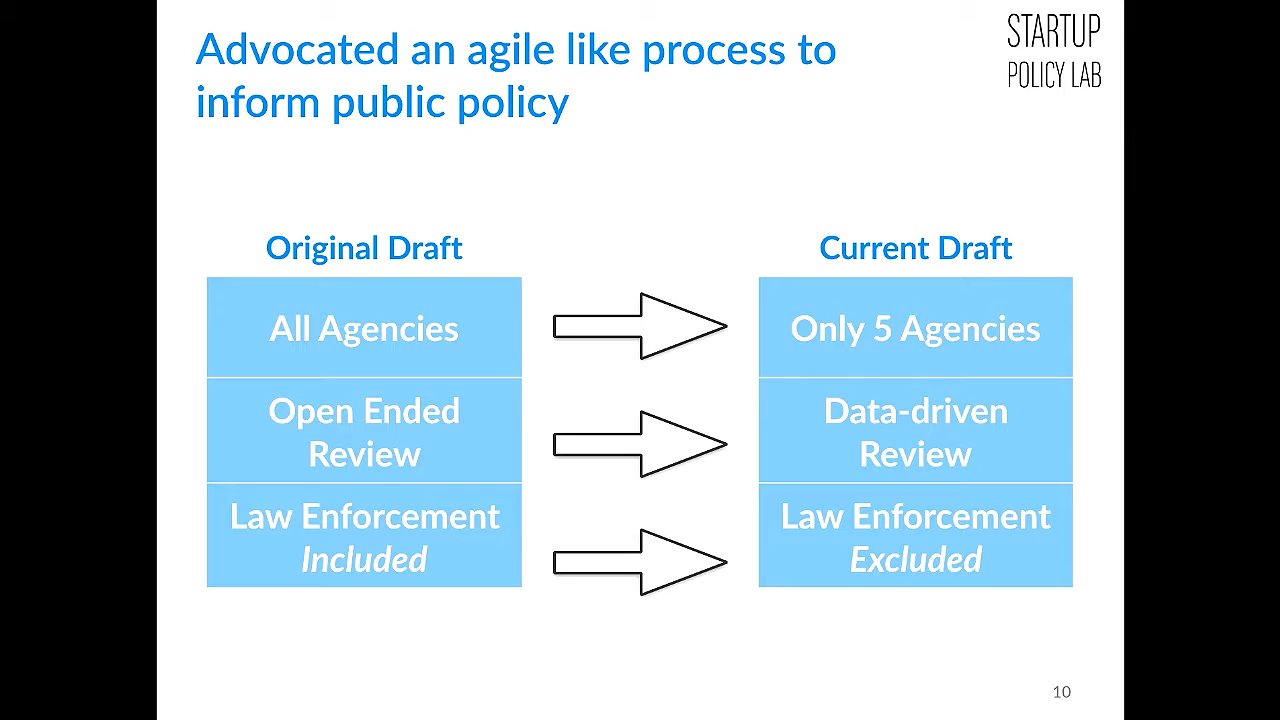 Advocated an agile like process to
inform public policy
STARTUP
POLICY LAB
Original Draft
Current Draft
All Agencies
Only 5 Agencies
Open Ended
Review
Data-driven
Review
Law Enforcement
Included
Law Enforcement
Excluded
10